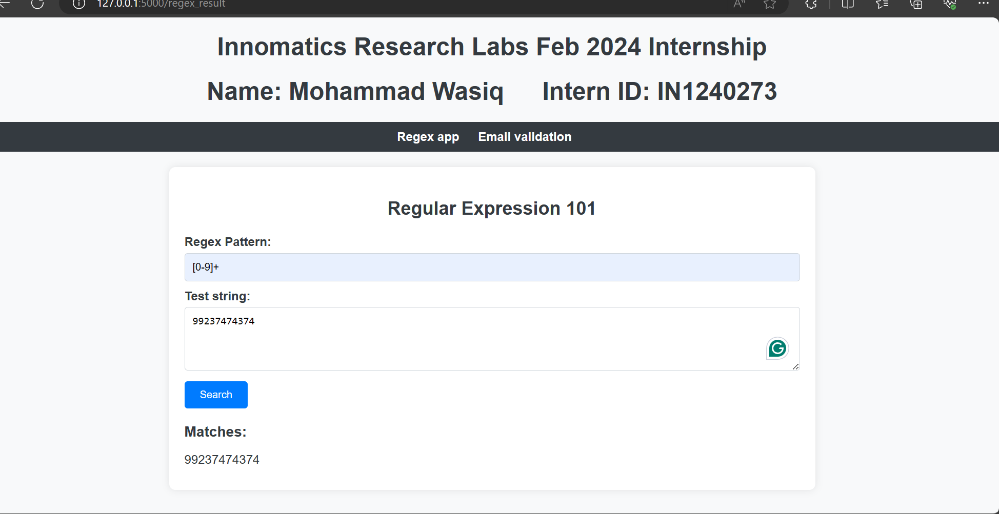 127.0.0.1:5000/regex_result
Innomatics Research Labs Feb 2024 Internship
Name: Mohammad Wasiq Intern ID: IN1240273
Regex app Email validation
Regular Expression 101
Regex Pattern:
[0-9]+
Test string:
99237474374
Search
Matches:
99237474374